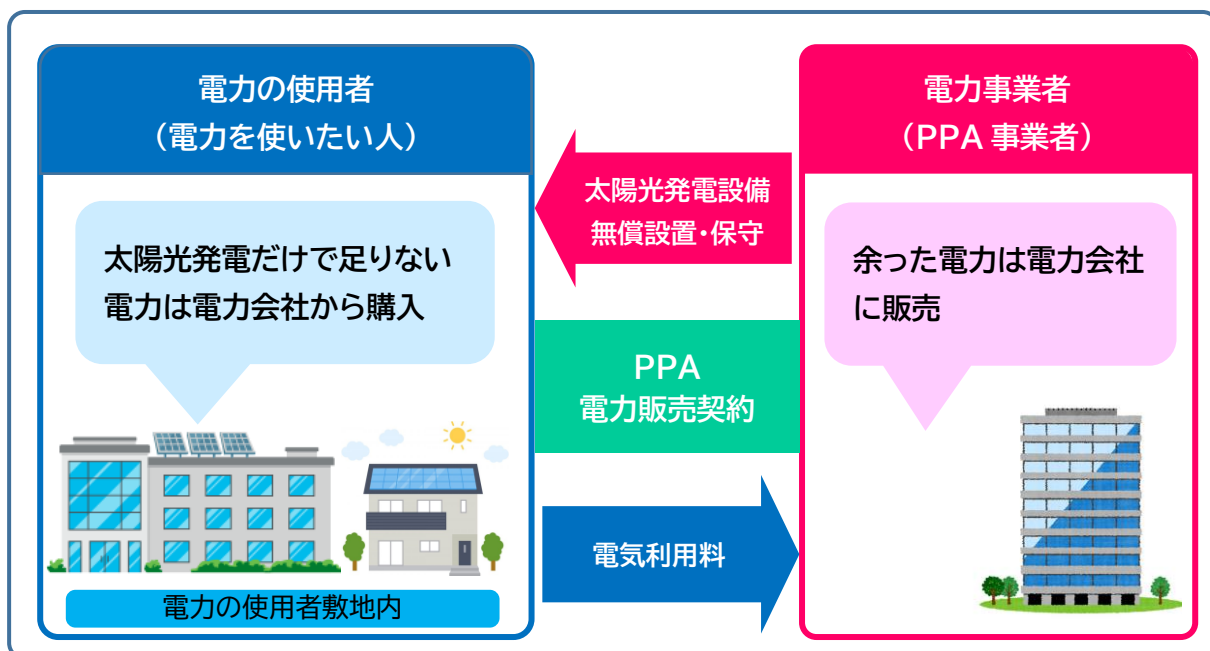 電力の使用者
（電力を使いたい人）
太陽光発電だけで足りない
電力は電力会社から購入
電力の使用者敷地内
太陽光発電設備
無償設置・保守
PPA
電力販売契約
電気利用料
電力事業者
（PPA 事業者）
余った電力は電力会社
に販売